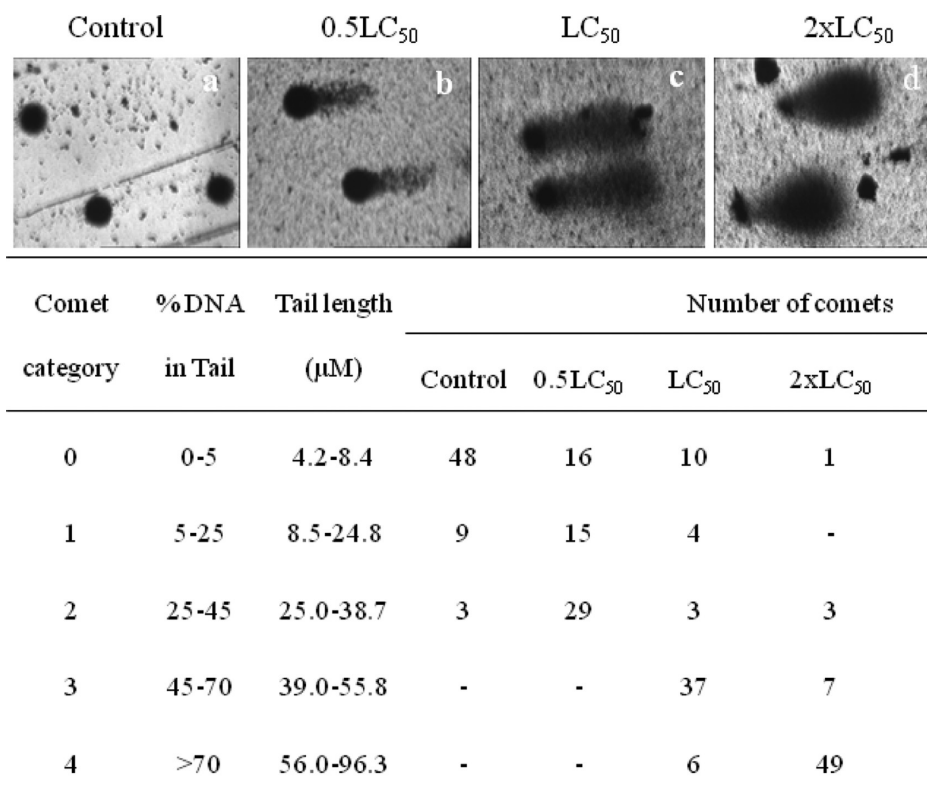 Control 0.5LC50 LC50 2xLC50
a b c d
Comet %DNA Tail length Number of comets
category in Tail (μM) Control 0.5LC50 LC50 2xLC50
0 0-5 4.2-8.4 48 16 10 1
1 5-25 8.5-24.8 9 15 4 -
2 25-45 25.0-38.7 3 29 3 3
3 45-70 39.0-55.8 - - 37 7
4 >70 56.0-96.3 - - 6 49